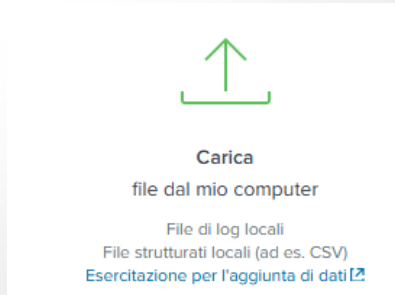 Carica
file dal mio computer
File di log locali
File strutturati locali (ad es. CSV)
Esercitazione per l'aggiunta di dati